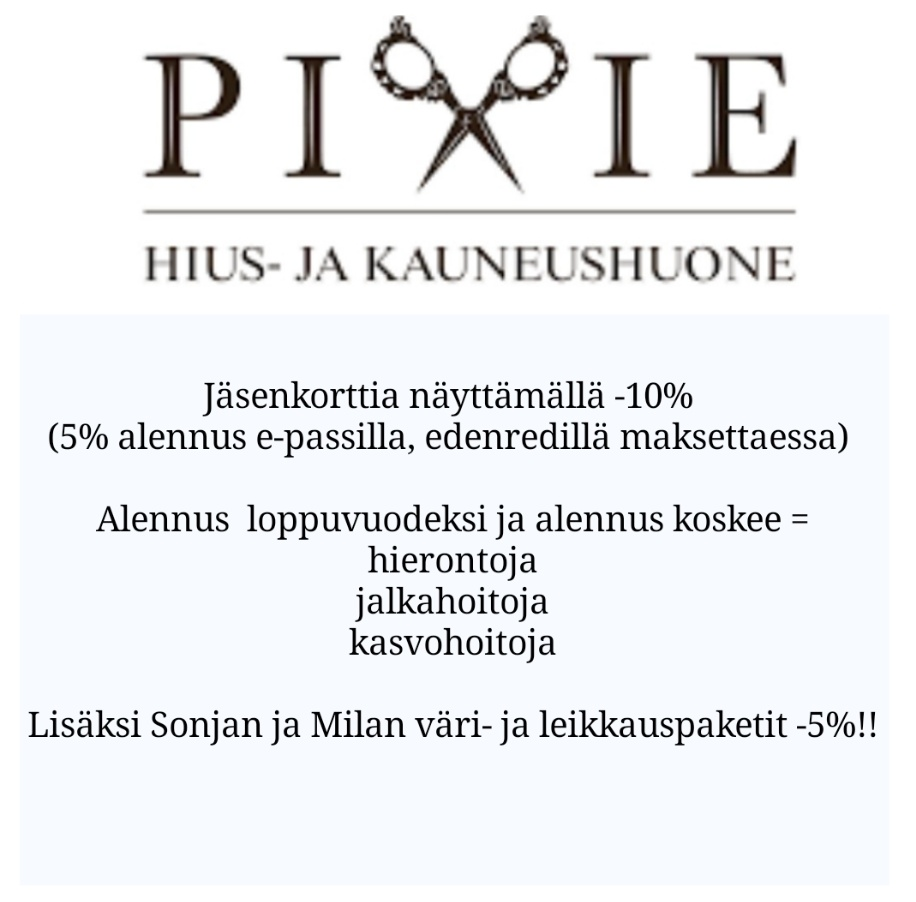 PIXIE
HIUS- JA KAUNEUSHUONE
Jäsenkorttia näyttämällä -10%
(5% alennus e-passilla, edenredillä maksettaessa)
Alennus  loppuvuodeksi ja alennus koskee =
hierontoja
jalkahoitoja
kasvohoitoja
Lisäksi Sonjan ja Milan väri- ja leikkauspaketit -5%!!